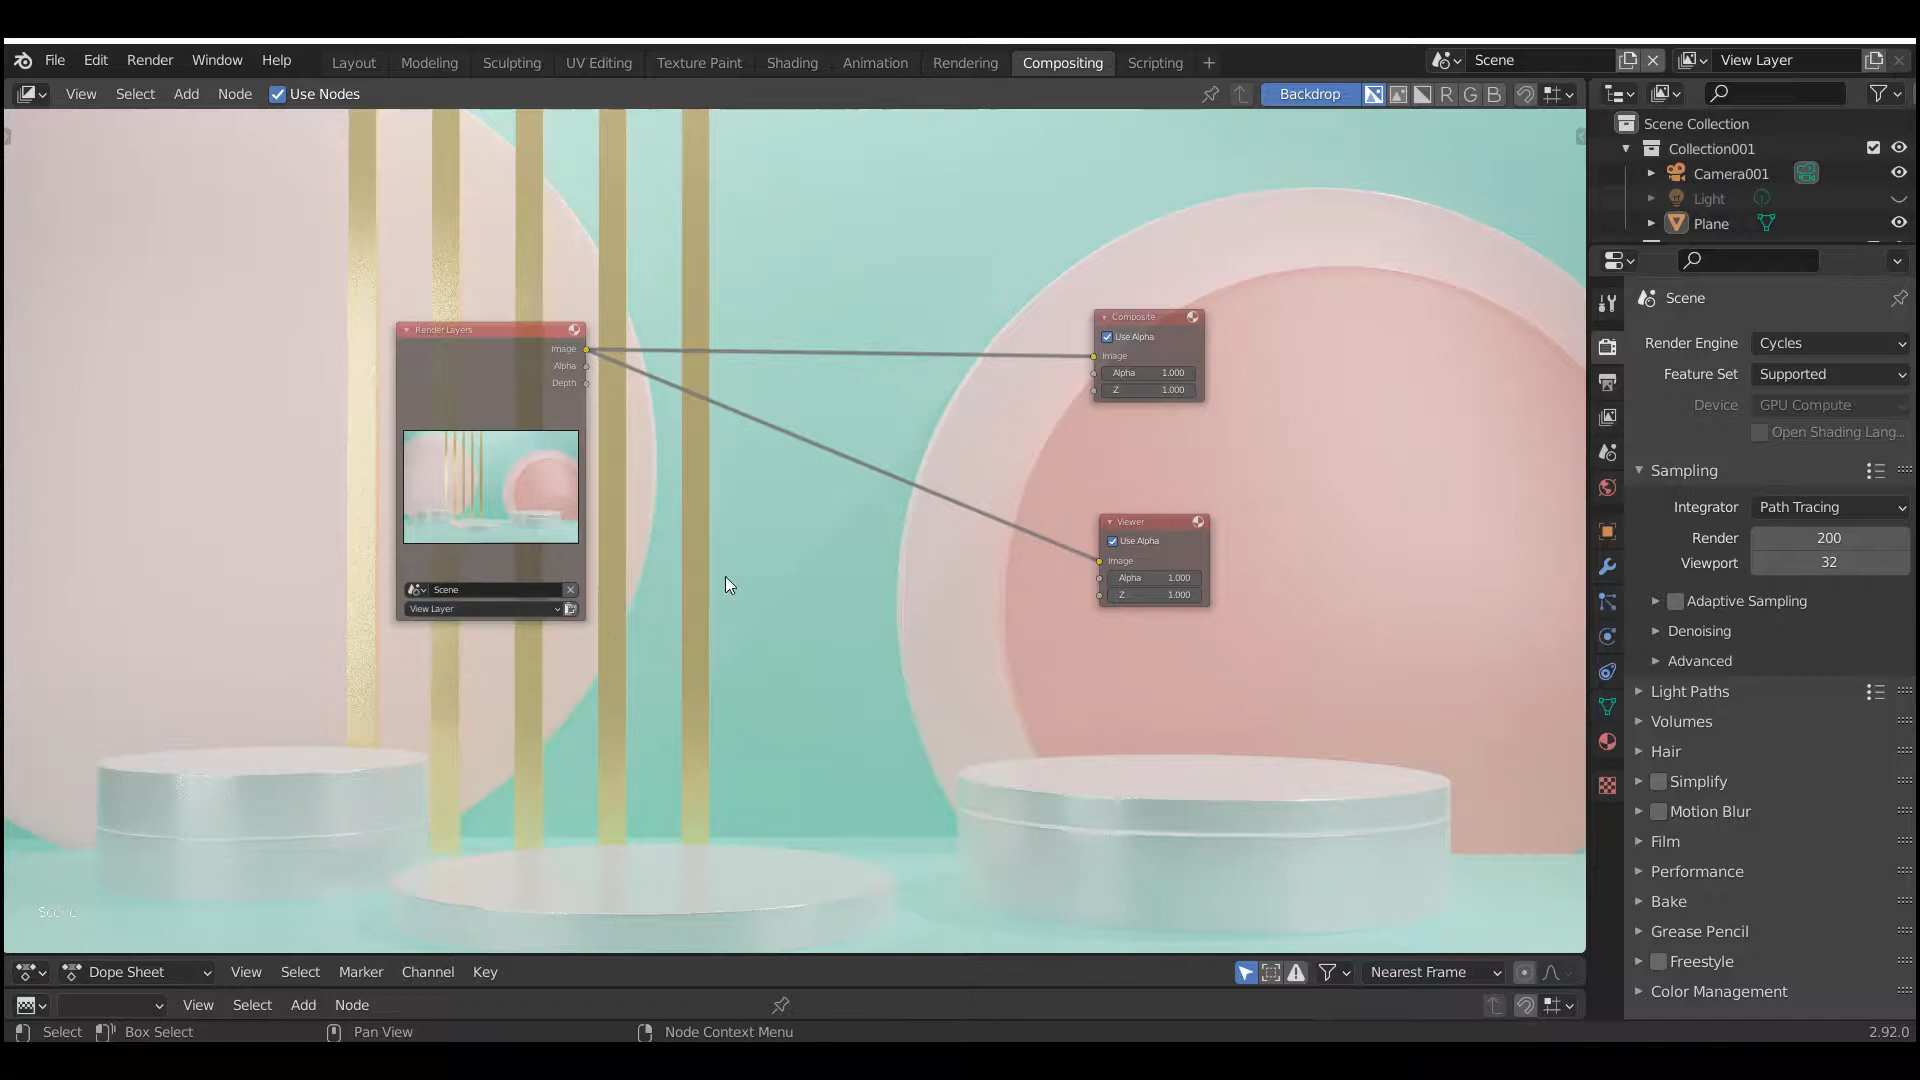 File Edit Render Window Help Layout Modeling Sculpting UV Editing Texture Paint Shading Animation Rendering Compositing Scripting + Scene View Layer
View Select Add Node Use Nodes Backdrop R G B
Scene Collection
Collection001
Camera001
Light
Plane
Scene
Render Engine Cycles
Feature Set Supported
Device GPU Compute
Open Shading Lang...
Sampling
Integrator Path Tracing
Render 200
Viewport 32
Adaptive Sampling
Denoising
Advanced
Light Paths
Volumes
Hair
Simplify
Motion Blur
Film
Performance
Bake
Grease Pencil
Freestyle
Color Management
Render Layers
Image
Alpha
Depth
Scene
View Layer
Composite
Use Alpha
Image
Alpha 1.000
Z 1.000
Viewer
Use Alpha
Image
Alpha 1.000
Z 1.000
Scene
Dope Sheet View Select Marker Channel Key Nearest Frame
View Select Add Node
Select Box Select Pan View Node Context Menu 2.92.0